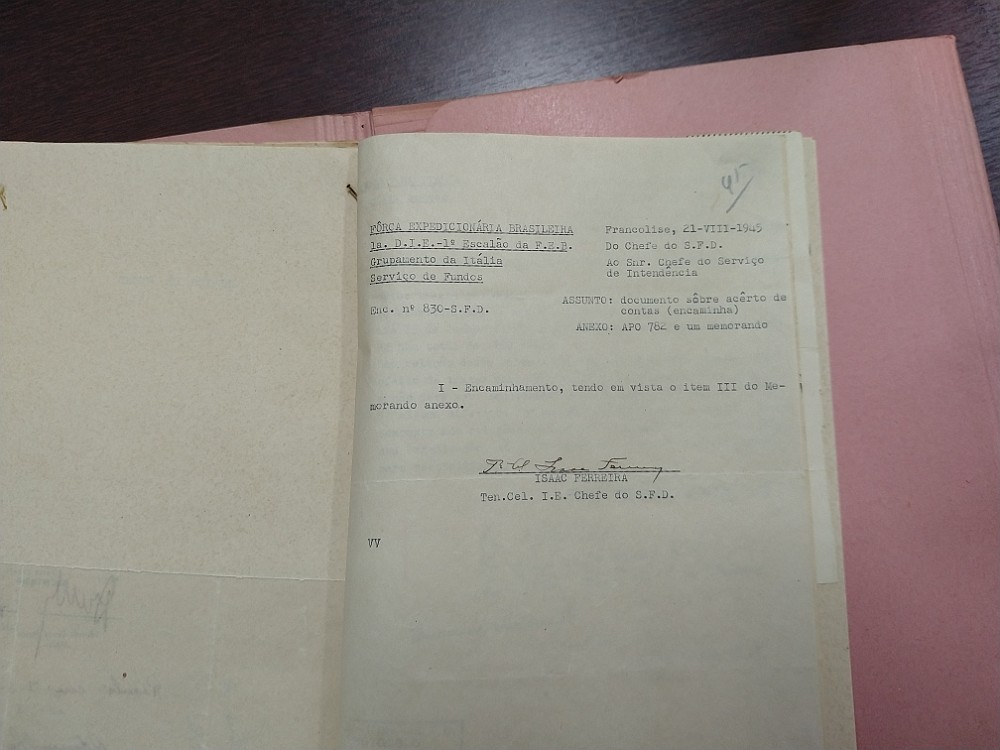 45
FÔRÇA EXPEDICIONÁRIA BRASILEIRA
1a. D.I.E.-1º Escalão da F.E.B.
Grupamento da Itália
Serviço de Fundos
Enc. nº 830-S.F.D.
Francolise, 21-VIII-1945
Do Chefe do S.F.D.
Ao Snr. Chefe do Serviço
de Intendência
ASSUNTO: documento sôbre acêrto de
contas (encaminha)
ANEXO: APO 782 e um memorando
I - Encaminhamento, tendo em vista o item III do Me-
morando anexo.
ISAAC FERREIRA
Ten.Cel. I.E. Chefe do S.F.D.
VV